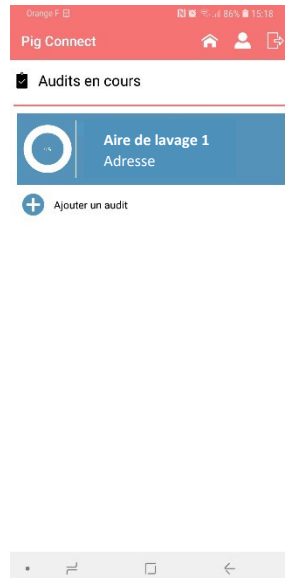 Orange F 86% 15:18
Pig Connect
Audits en cours
Aire de lavage 1
Adresse
Ajouter un audit